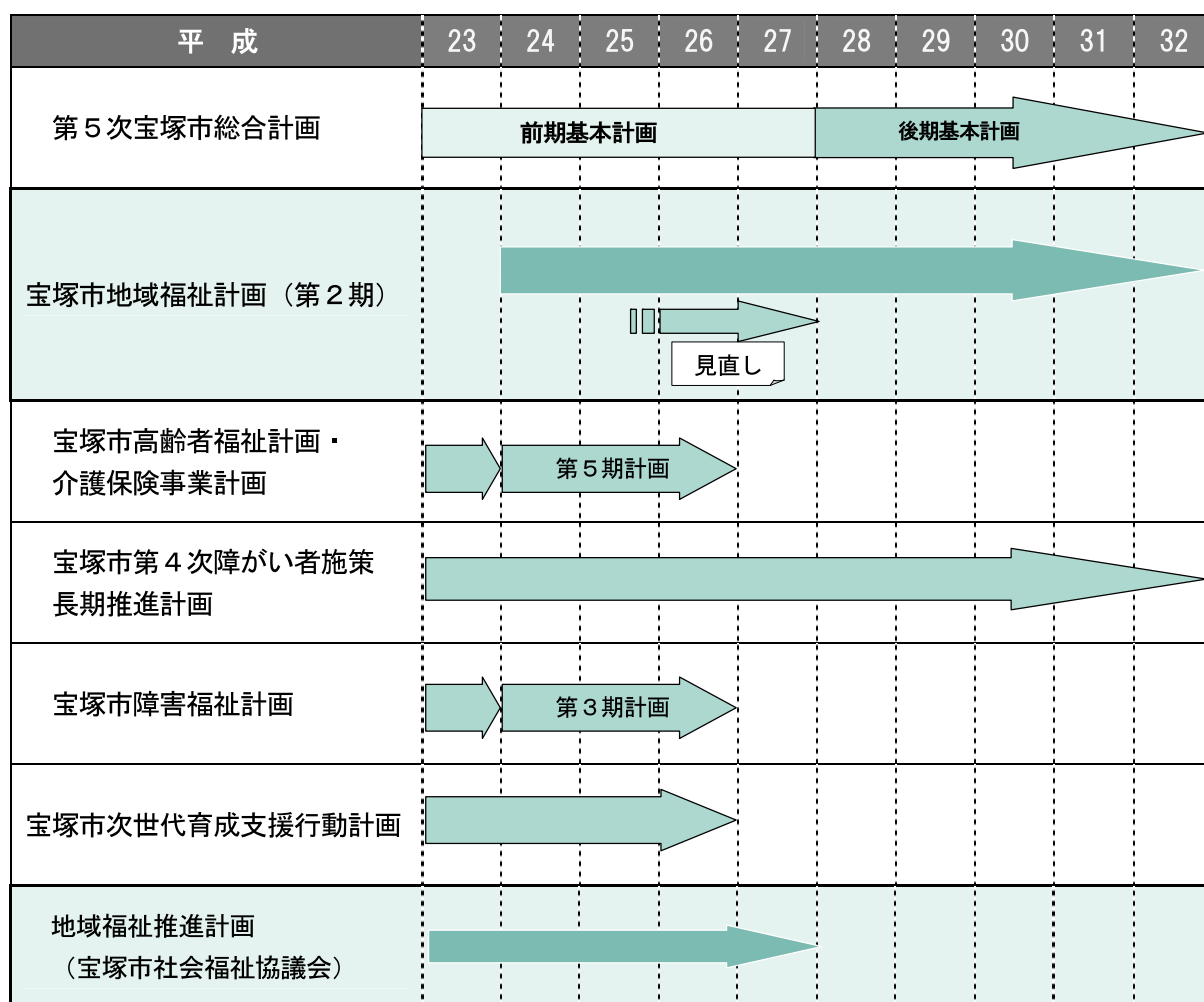 平 成 23 24 25 26 27 28 29 30 31 32
第５次宝塚市総合計画
前期基本計画
後期基本計画
宝塚市地域福祉計画（第２期）
見直し
宝塚市高齢者福祉計画・
介護保険事業計画
第５期計画
宝塚市第４次障がい者施策
長期推進計画
宝塚市障害福祉計画
第３期計画
宝塚市次世代育成支援行動計画
地域福祉推進計画
（宝塚市社会福祉協議会）